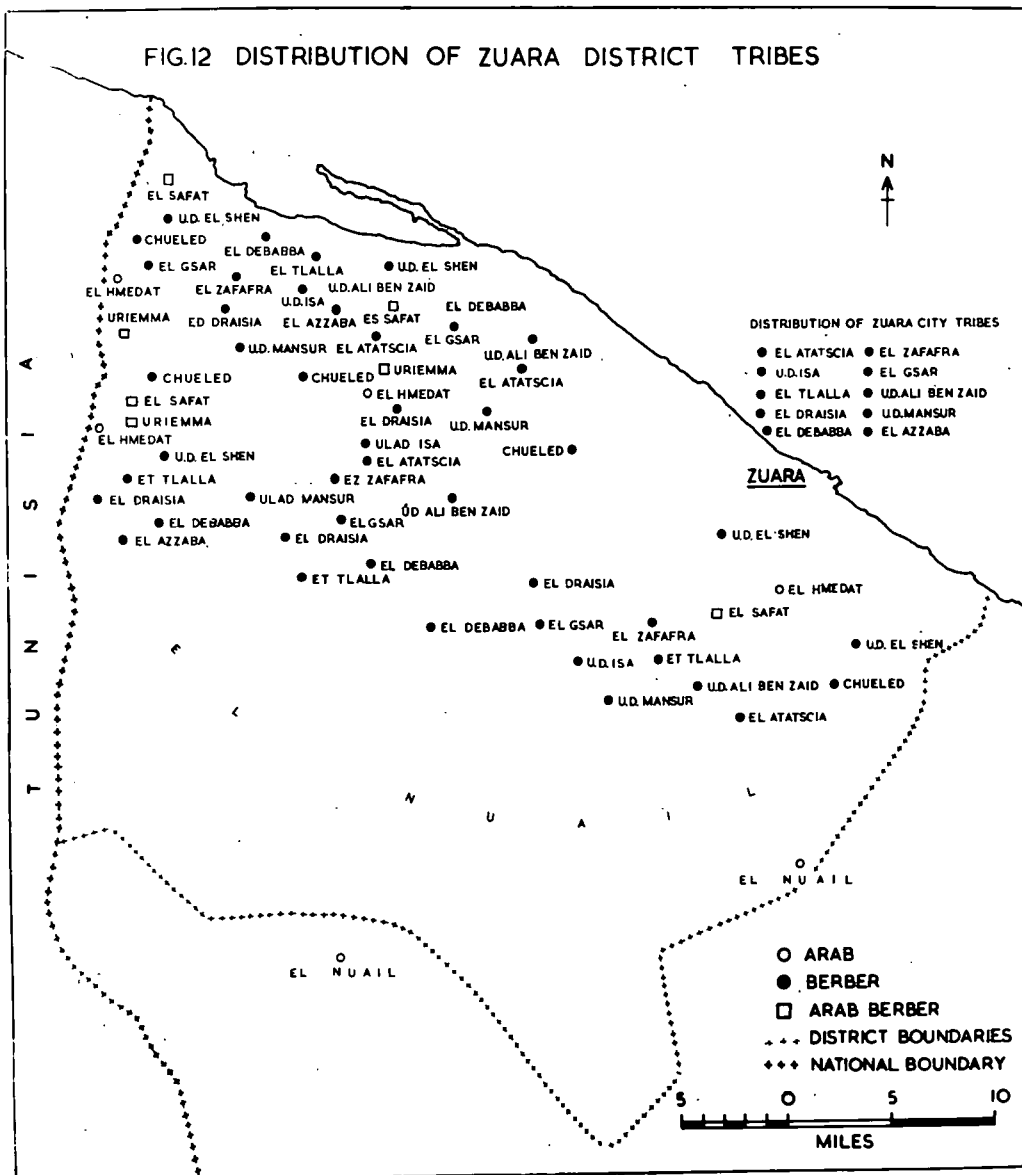 FIG.12 DISTRIBUTION OF ZUARA DISTRICT TRIBES
N
EL SAFAT
U.D. EL SHEN
CHUELED
EL DEBABBA
EL GSAR
EL TLALLA
U.D. EL SHEN
EL HMEDAT
EL ZAFAFRA
U.D.ALI BEN ZAID
U.D.ISA
EL DEBABBA
URIEMMA
ED DRAISIA
EL AZZABA
ES SAFAT
EL GSAR
U.D. MANSUR
EL ATATSCIA
U.D. ALI BEN ZAID
CHUELED
CHUELED
URIEMMA
EL ATATSCIA
EL SAFAT
EL HMEDAT
URIEMMA
EL DRAISIA
U.D. MANSUR
EL HMEDAT
ULAD ISA
CHUELED
U.D. EL SHEN
EL ATATSCIA
ET TLALLA
EZ ZAFAFRA
EL DRAISIA
ULAD MANSUR
UD ALI BEN ZAID
EL DEBABBA
EL GSAR
EL AZZABA
EL DRAISIA
EL DEBABBA
ET TLALLA
EL DRAISIA
DISTRIBUTION OF ZUARA CITY TRIBES
EL ATATSCIA EL ZAFAFRA
U.D. ISA EL GSAR
EL TLALLA U.D.ALI BEN ZAID
EL DRAISIA U.D.MANSUR
EL DEBABBA EL AZZABA
ZUARA
U.D. EL SHEN
EL HMEDAT
EL SAFAT
EL DEBABBA
EL GSAR
EL ZAFAFRA
U.D. EL SHEN
U.D. ISA
ET TLALLA
U.D. MANSUR
U.D. ALI BEN ZAID
CHUELED
EL ATATSCIA
TUNISIA
EL NUAIL
EL NUAIL
EL NUAIL
ARAB
BERBER
ARAB BERBER
DISTRICT BOUNDARIES
NATIONAL BOUNDARY
5 0 5 10
MILES